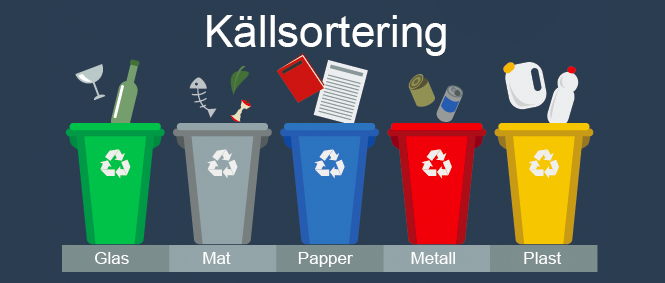 Källsortering
Glas
Mat
Papper
Metall
Plast